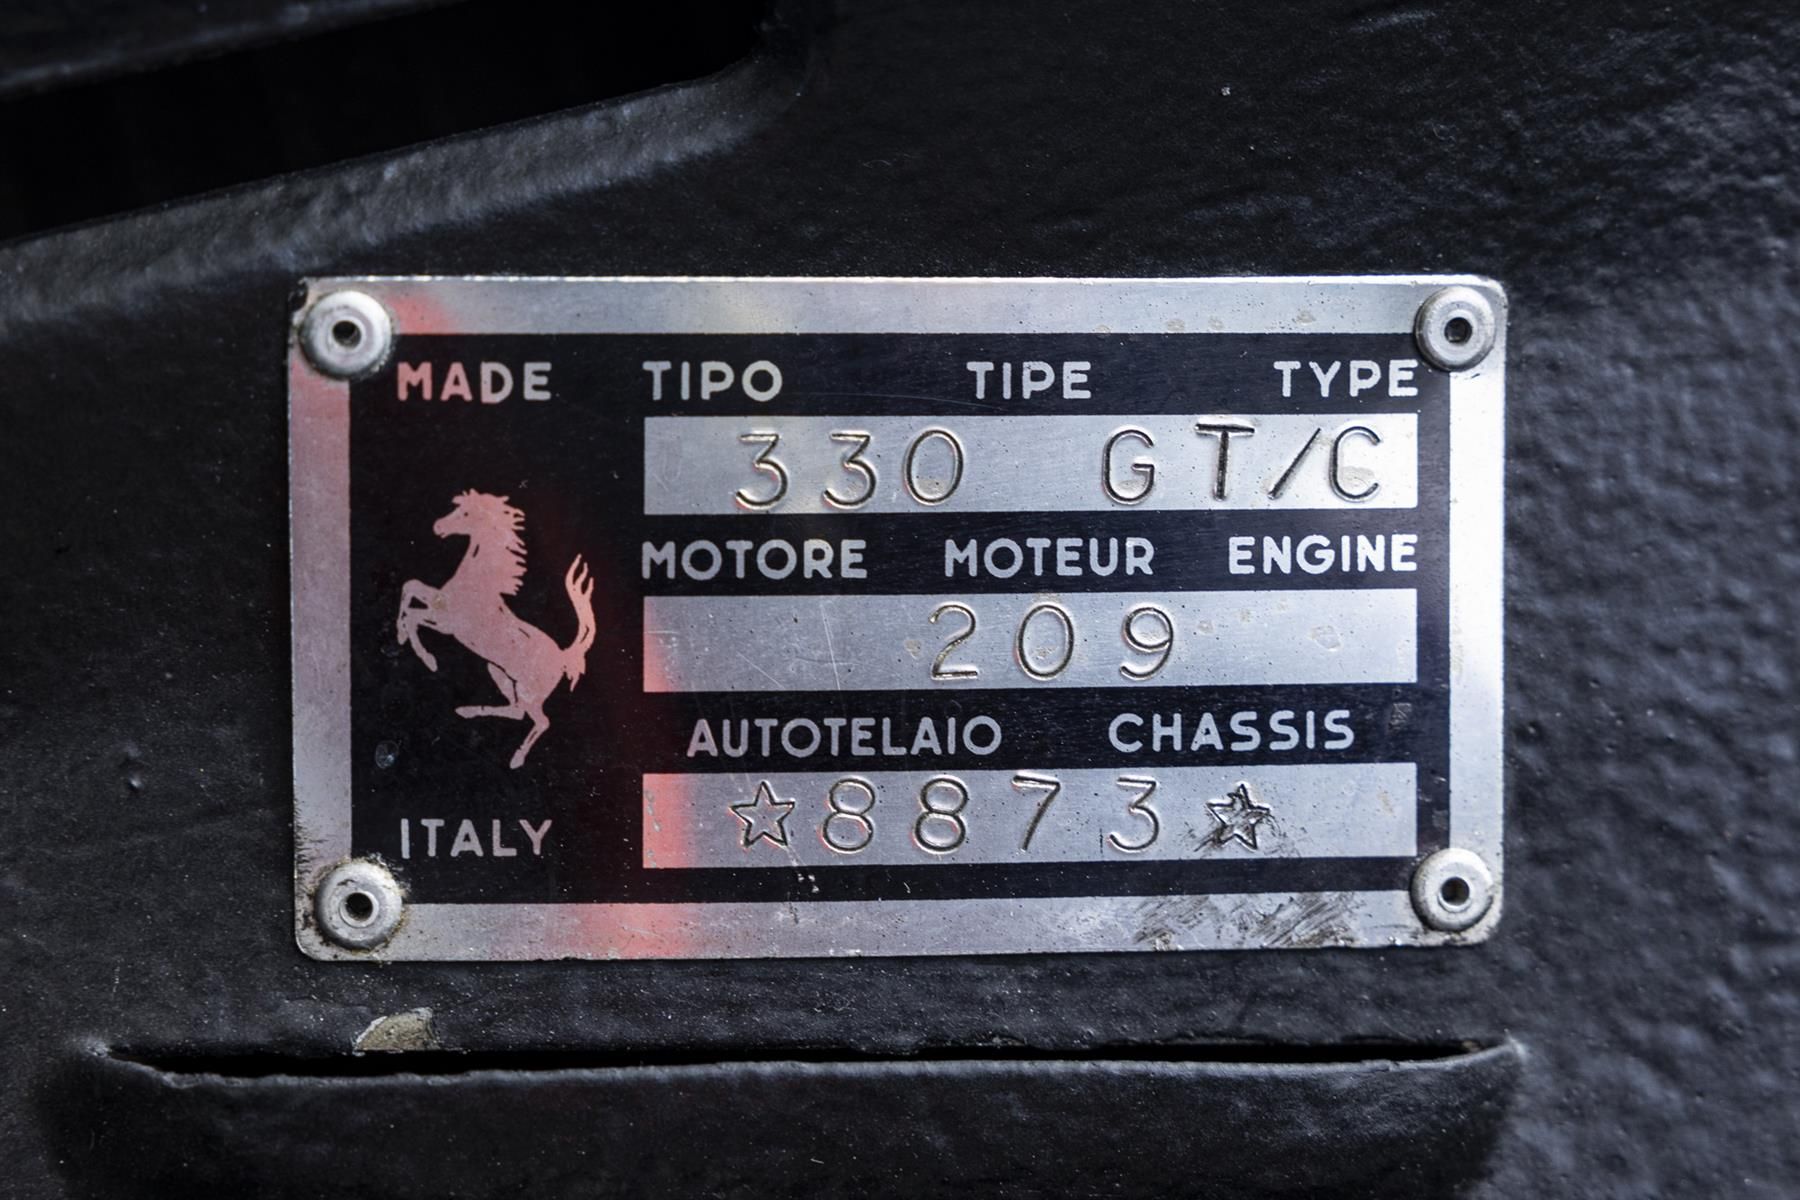 MADE TIPO TIPE TYPE
330 GT/C
MOTORE MOTEUR ENGINE
209
AUTOTELAIO CHASSIS
☆8873☆
ITALY